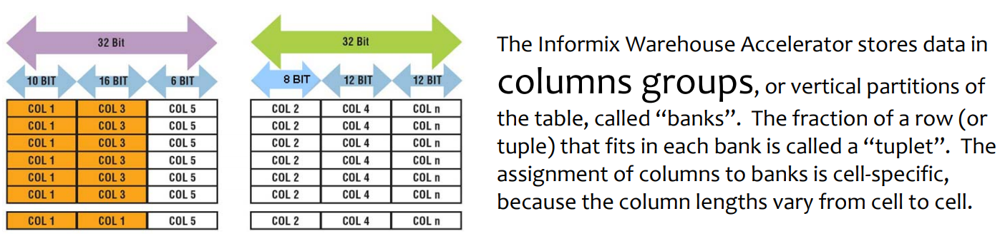 32 Bit
10 BIT 16 BIT 6 BIT
COL 1 COL 3 COL 5
COL 1 COL 3 COL 5
COL 1 COL 3 COL 5
COL 1 COL 3 COL 5
COL 1 COL 3 COL 5
COL 1 COL 3 COL 5
COL 1 COL 1 COL 5
32 Bit
8 BIT 12 BIT 12 BIT
COL 2 COL 4 COL n
COL 2 COL 4 COL n
COL 2 COL 4 COL n
COL 2 COL 4 COL n
COL 2 COL 4 COL n
COL 2 COL 4 COL n
COL 2 COL 4 COL n
The Informix Warehouse Accelerator stores data in
columns groups, or vertical partitions of
the table, called “banks”. The fraction of a row (or
tuple) that fits in each bank is called a “tuplet”. The
assignment of columns to banks is cell-specific,
because the column lengths vary from cell to cell.